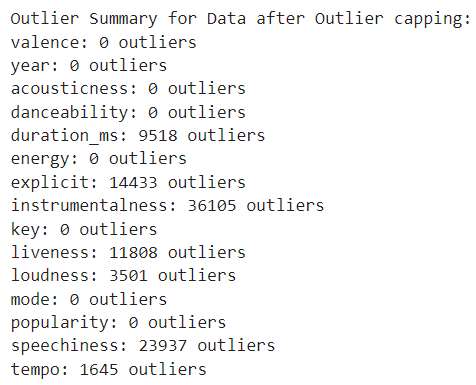 Outlier Summary for Data after Outlier capping:
valence: 0 outliers
year: 0 outliers
acousticness: 0 outliers
danceability: 0 outliers
duration_ms: 9518 outliers
energy: 0 outliers
explicit: 14433 outliers
instrumentalness: 36105 outliers
key: 0 outliers
liveness: 11808 outliers
loudness: 3501 outliers
mode: 0 outliers
popularity: 0 outliers
speechiness: 23937 outliers
tempo: 1645 outliers